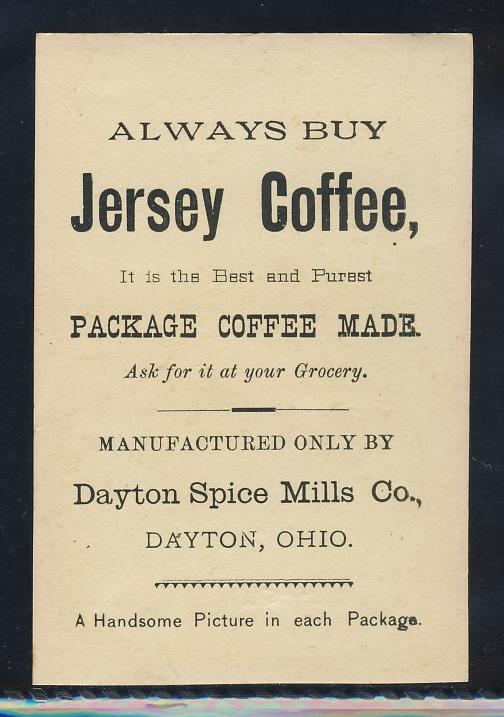 ALWAYS BUY
Jersey Coffee,
It is the Best and Purest
PACKAGE COFFEE MADE.
Ask for it at your Grocery.
MANUFACTURED ONLY BY
Dayton Spice Mills Co.,
DAYTON, OHIO.
A Handsome Picture in each Package.